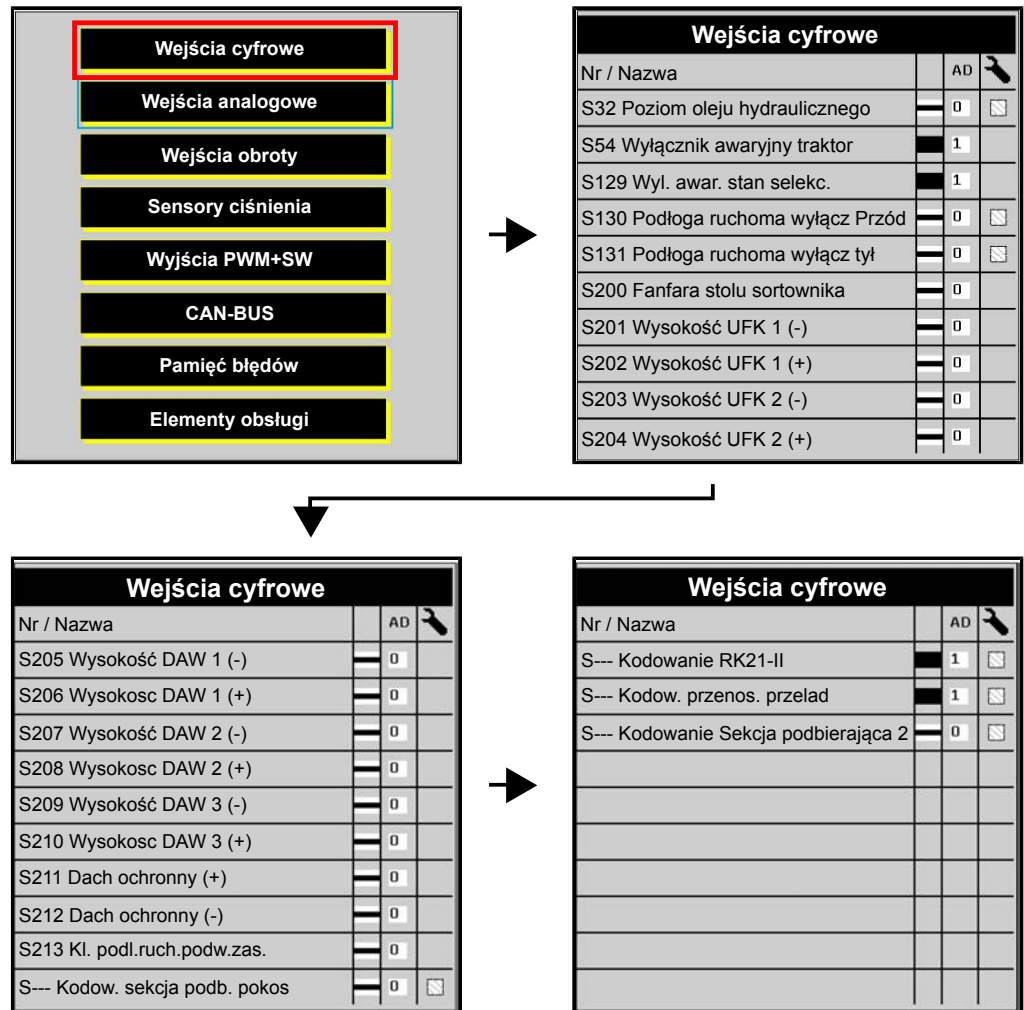 Wejścia cyfrowe
Wejścia analogowe
Wejścia obroty
Sensory ciśnienia
Wyjścia PWM+SW
CAN-BUS
Pamięć błędów
Elementy obsługi
Wejścia cyfrowe
Nr / Nazwa AD
S32 Poziom oleju hydraulicznego 0
S54 Wyłącznik awaryjny traktor 1
S129 Wyl. awar. stan selekc. 1
S130 Podłoga ruchoma wyłącz Przód 0
S131 Podłoga ruchoma wyłącz tył 0
S200 Fanfara stolu sortownika 0
S201 Wysokość UFK 1 (-) 0
S202 Wysokość UFK 1 (+) 0
S203 Wysokość UFK 2 (-) 0
S204 Wysokość UFK 2 (+) 0
Wejścia cyfrowe
Nr / Nazwa AD
S205 Wysokość DAW 1 (-) 0
S206 Wysokosc DAW 1 (+) 0
S207 Wysokość DAW 2 (-) 0
S208 Wysokosc DAW 2 (+) 0
S209 Wysokość DAW 3 (-) 0
S210 Wysokosc DAW 3 (+) 0
S211 Dach ochronny (+) 0
S212 Dach ochronny (-) 0
S213 Kl. podl.ruch.podw.zas. 0
S--- Kodow. sekcja podb. pokos 0
Wejścia cyfrowe
Nr / Nazwa AD
S--- Kodowanie RK21-II 1
S--- Kodow. przenos. przelad 1
S--- Kodowanie Sekcja podbierająca 2 0